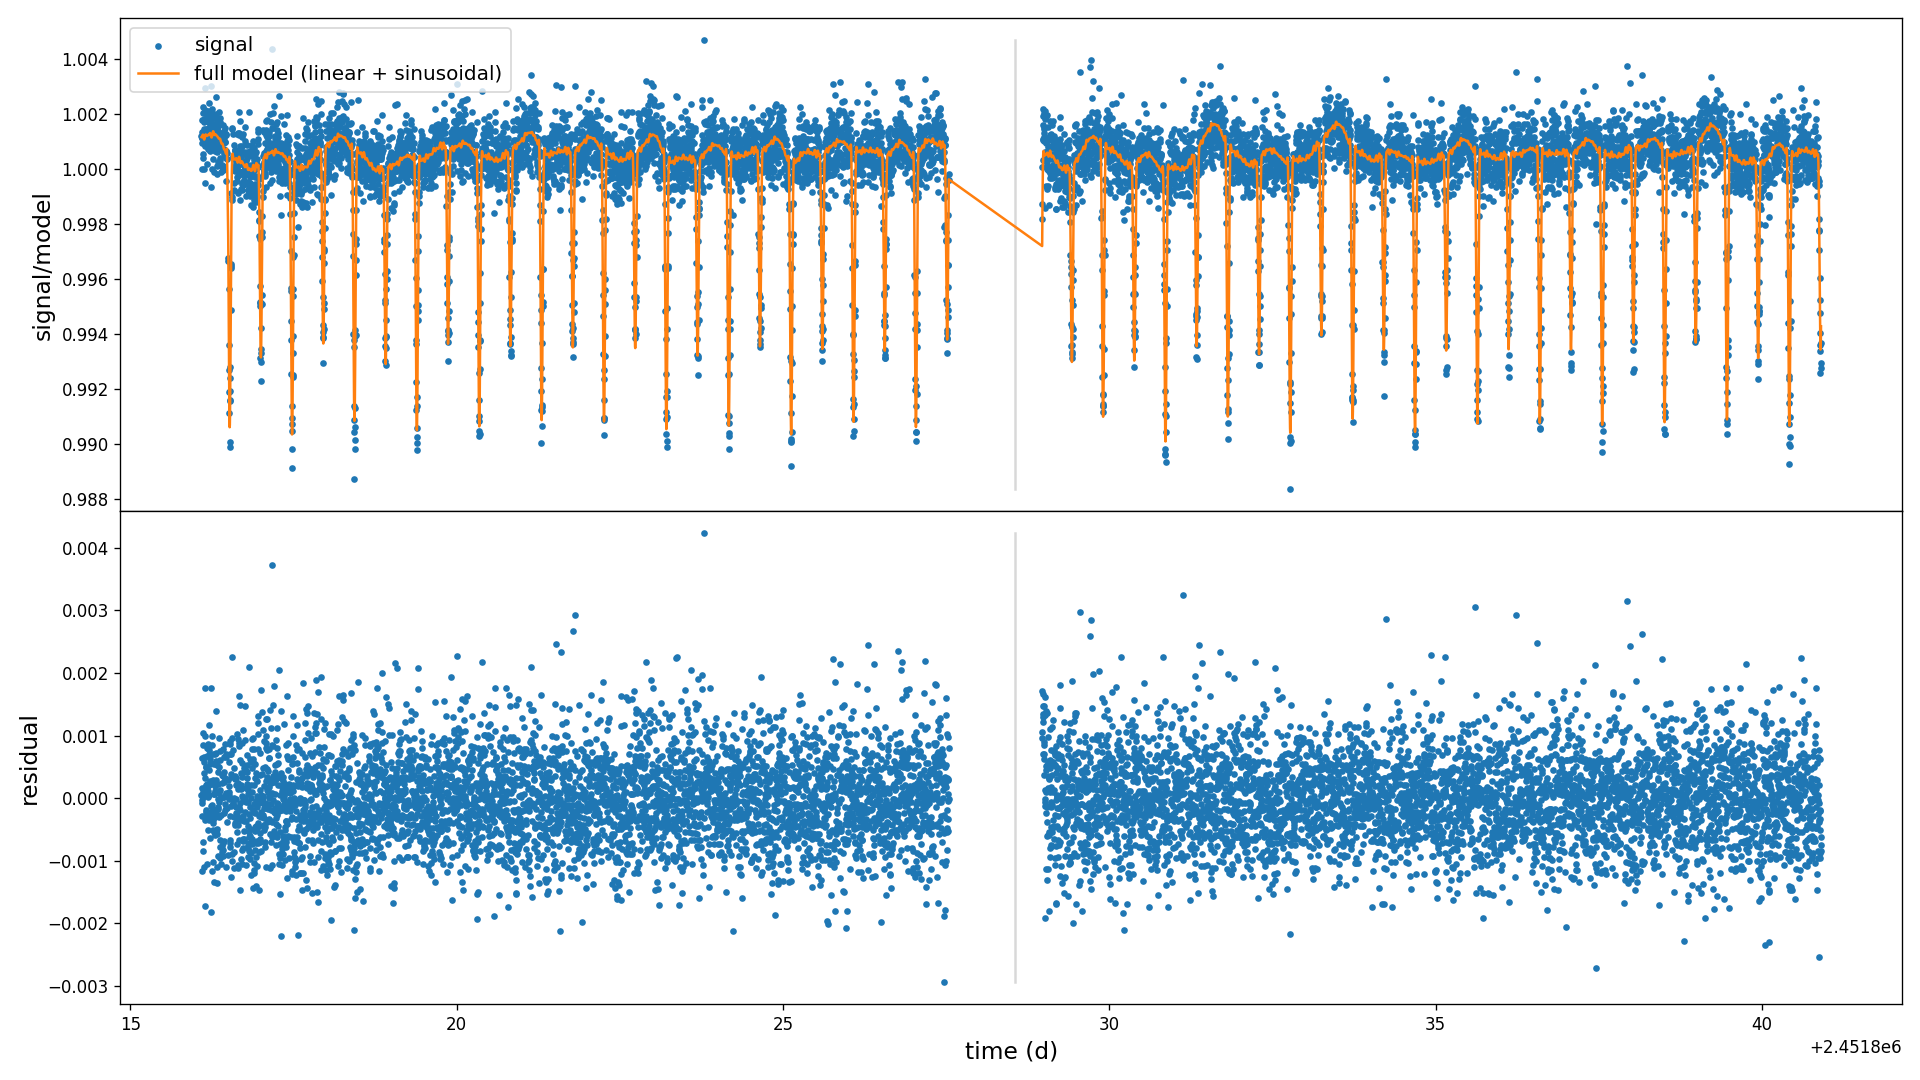 signal
full model (linear + sinusoidal)
1.004
1.002
1.000
0.998
0.996
0.994
0.992
0.990
0.988
signal/model
0.004
0.003
0.002
0.001
0.000
−0.001
−0.002
−0.003
residual
15 20 25 30 35 40
time (d)
+2.4518e6